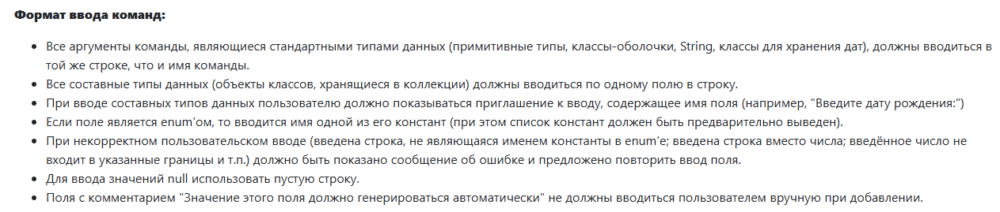 Формат ввода команд:
• Все аргументы команды, являющиеся стандартными типами данных (примитивные типы, классы-оболочки, String, классы для хранения дат), должны вводиться в
той же строке, что и имя команды.
• Все составные типы данных (объекты классов, хранящиеся в коллекции) должны вводиться по одному полю в строку.
• При вводе составных типов данных пользователю должно показываться приглашение к вводу, содержащее имя поля (например, "Введите дату рождения:")
• Если поле является enum'ом, то вводится имя одной из его констант (при этом список констант должен быть предварительно выведен).
• При некорректном пользовательском вводе (введена строка, не являющаяся именем константы в enum'е; введена строка вместо числа; введённое число не
входит в указанные границы и т.п.) должно быть показано сообщение об ошибке и предложено повторить ввод поля.
• Для ввода значений null использовать пустую строку.
• Поля с комментарием "Значение этого поля должно генерироваться автоматически" не должны вводиться пользователем вручную при добавлении.